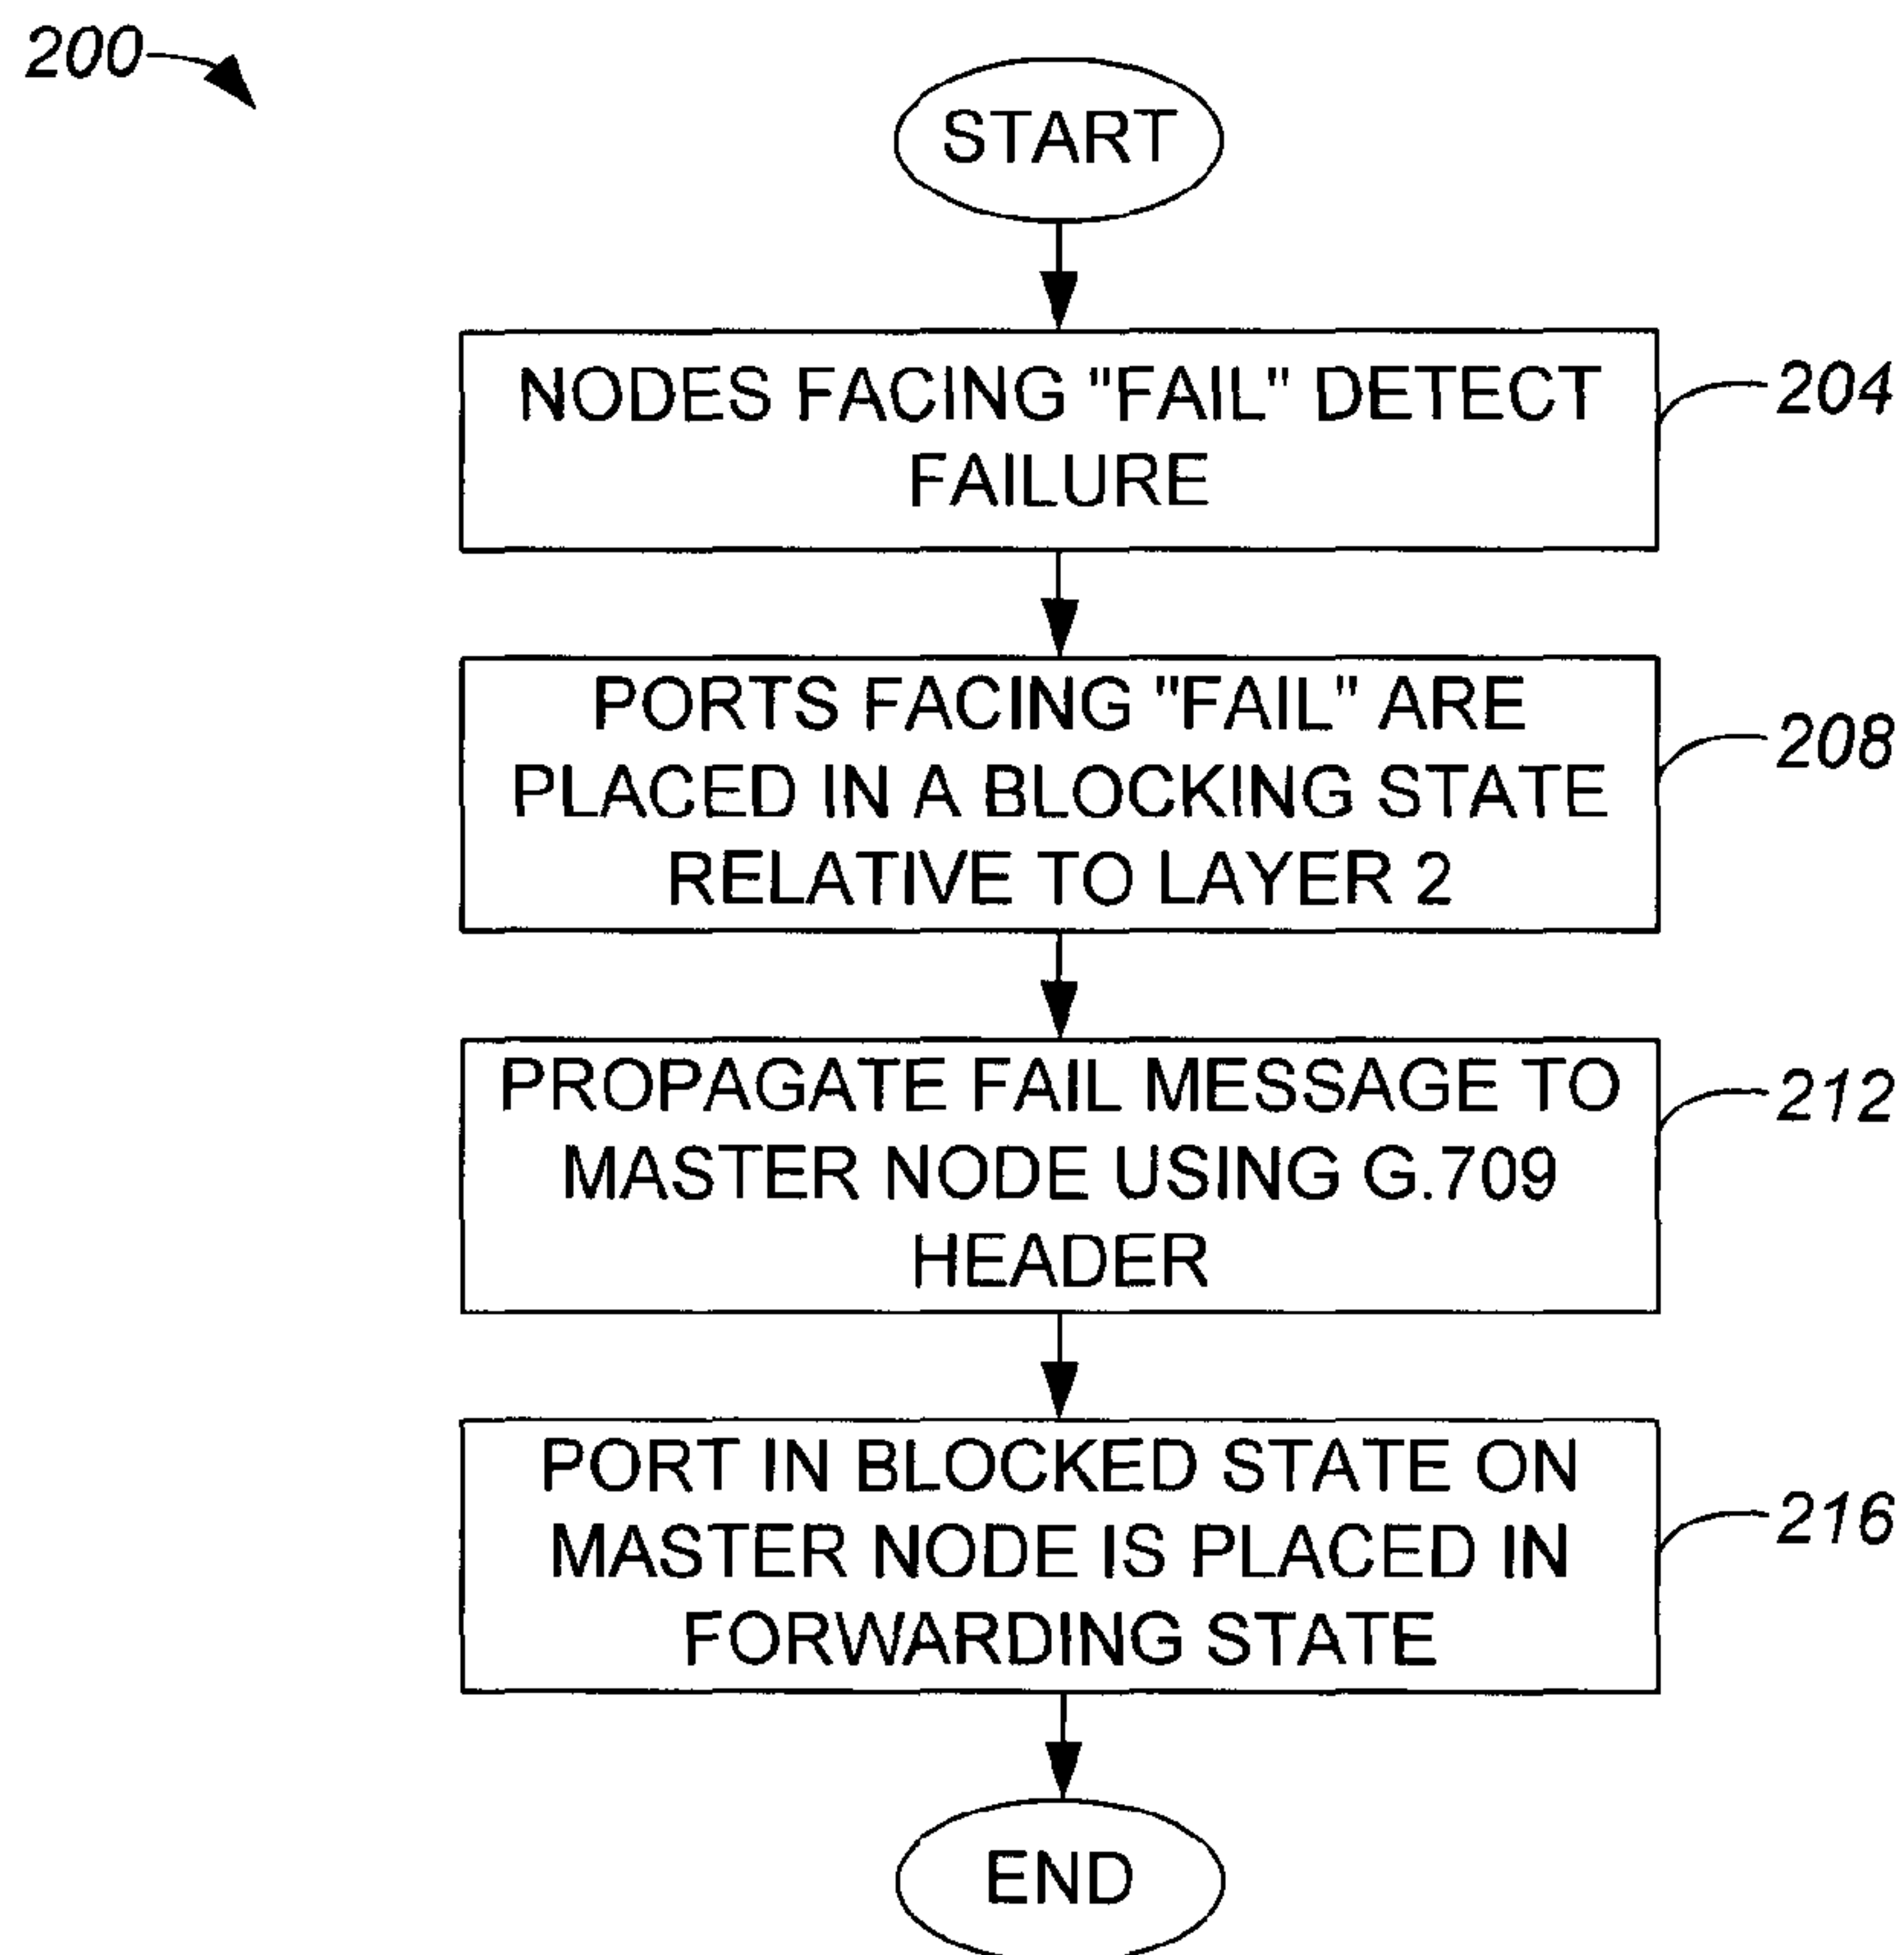 200
START
NODES FACING "FAIL" DETECT
FAILURE
204
PORTS FACING "FAIL" ARE
PLACED IN A BLOCKING STATE
RELATIVE TO LAYER 2
208
PROPAGATE FAIL MESSAGE TO
MASTER NODE USING G.709
HEADER
212
PORT IN BLOCKED STATE ON
MASTER NODE IS PLACED IN
FORWARDING STATE
216
END